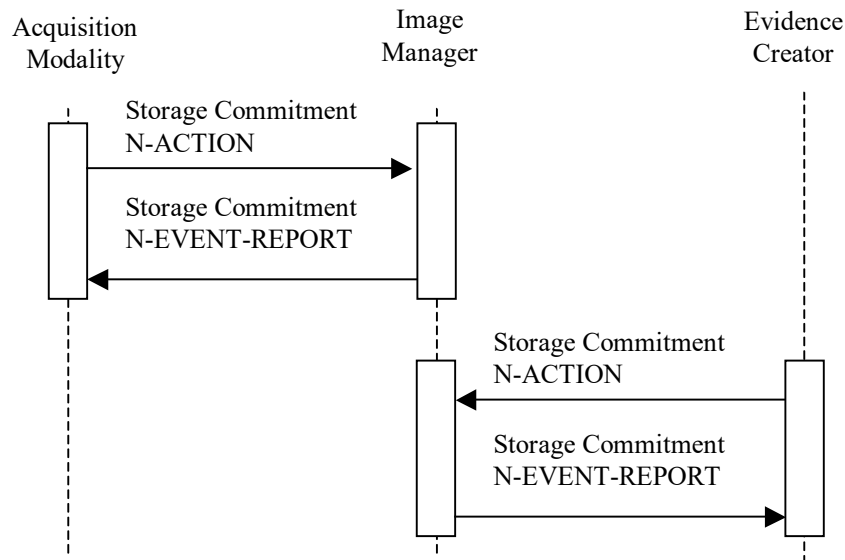 Acquisition
Modality
Image
Manager
Evidence
Creator
Storage Commitment
N-ACTION
Storage Commitment
N-EVENT-REPORT
Storage Commitment
N-ACTION
Storage Commitment
N-EVENT-REPORT